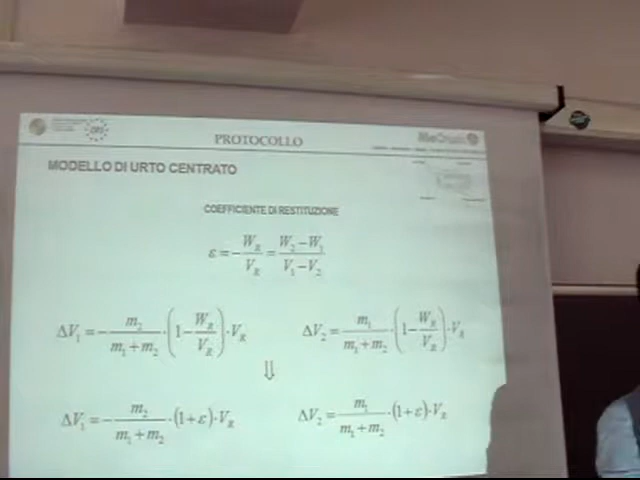 PROTOCOLLO
MODELLO DI URTO CENTRATO
COEFFICIENTE DI RESTITUZIONE
ε = − W_R / V_R = (W_2 − W_1) / (V_1 − V_2)
ΔV_1 = − m_2 / (m_1 + m_2) · (1 − W_R / V_R) · V_R    ΔV_2 = m_1 / (m_1 + m_2) · (1 − W_R / V_R) · V_R
⇓
ΔV_1 = − m_2 / (m_1 + m_2) · (1 + ε) · V_R    ΔV_2 = m_1 / (m_1 + m_2) · (1 + ε) · V_R